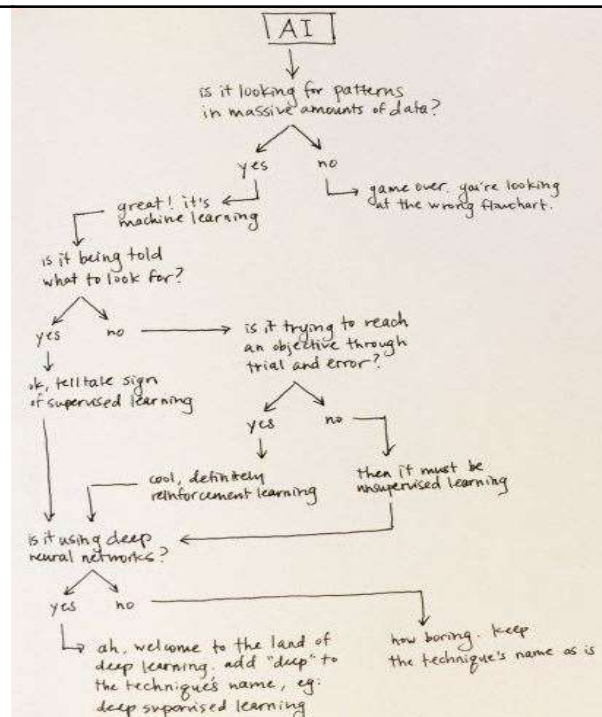 AI
is it looking for patterns
in massive amounts of data?
yes
no
great! it's
machine learning
game over. you're looking
at the wrong flowchart.
is it being told
what to look for?
yes
no
is it trying to reach
an objective through
trial and error?
ok, telltale sign
of supervised learning
yes
no
cool, definitely
reinforcement learning
then it must be
unsupervised learning
is it using deep
neural networks?
yes
no
ah, welcome to the land of
deep learning. add "deep" to
the technique's name, eg:
deep supervised learning
how boring. keep
the technique's name as is